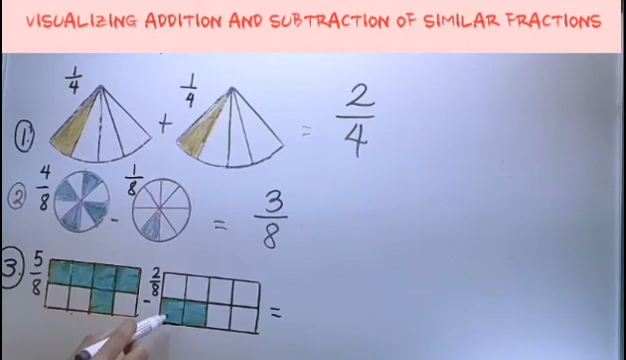 VISUALIZING ADDITION AND SUBTRACTION OF SIMILAR FRACTIONS
1. 1/4 + 1/4 = 2/4
2 4/8 - 1/8 = 3/8
3. 5/8 - 2/8 =